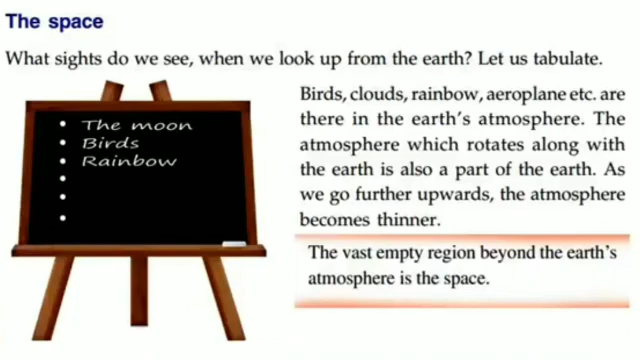 The space
What sights do we see, when we look up from the earth? Let us tabulate.
• The moon
• Birds
• Rainbow
•
•
•
Birds, clouds, rainbow, aeroplane etc. are
there in the earth's atmosphere. The
atmosphere which rotates along with
the earth is also a part of the earth. As
we go further upwards, the atmosphere
becomes thinner.
The vast empty region beyond the earth's
atmosphere is the space.